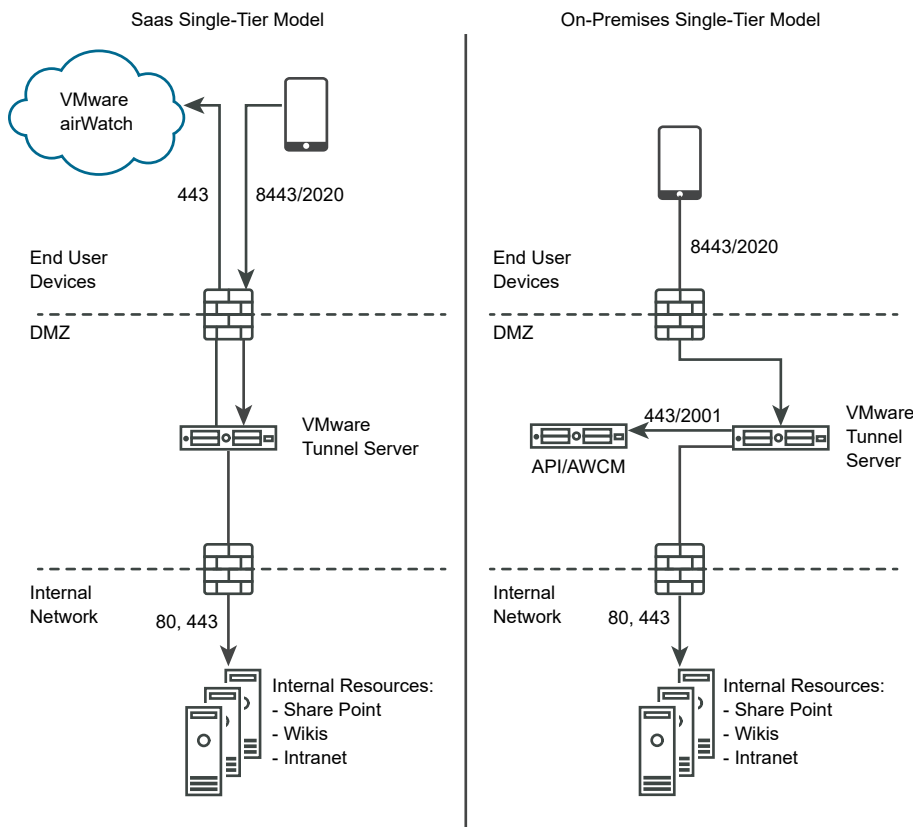 Saas Single-Tier Model
VMware
airWatch
443
8443/2020
End User
Devices
DMZ
VMware
Tunnel Server
Internal
Network
80, 443
Internal Resources:
- Share Point
- Wikis
- Intranet
On-Premises Single-Tier Model
8443/2020
End User
Devices
DMZ
443/2001
API/AWCM
VMware
Tunnel
Server
Internal
Network
80, 443
Internal Resources:
- Share Point
- Wikis
- Intranet